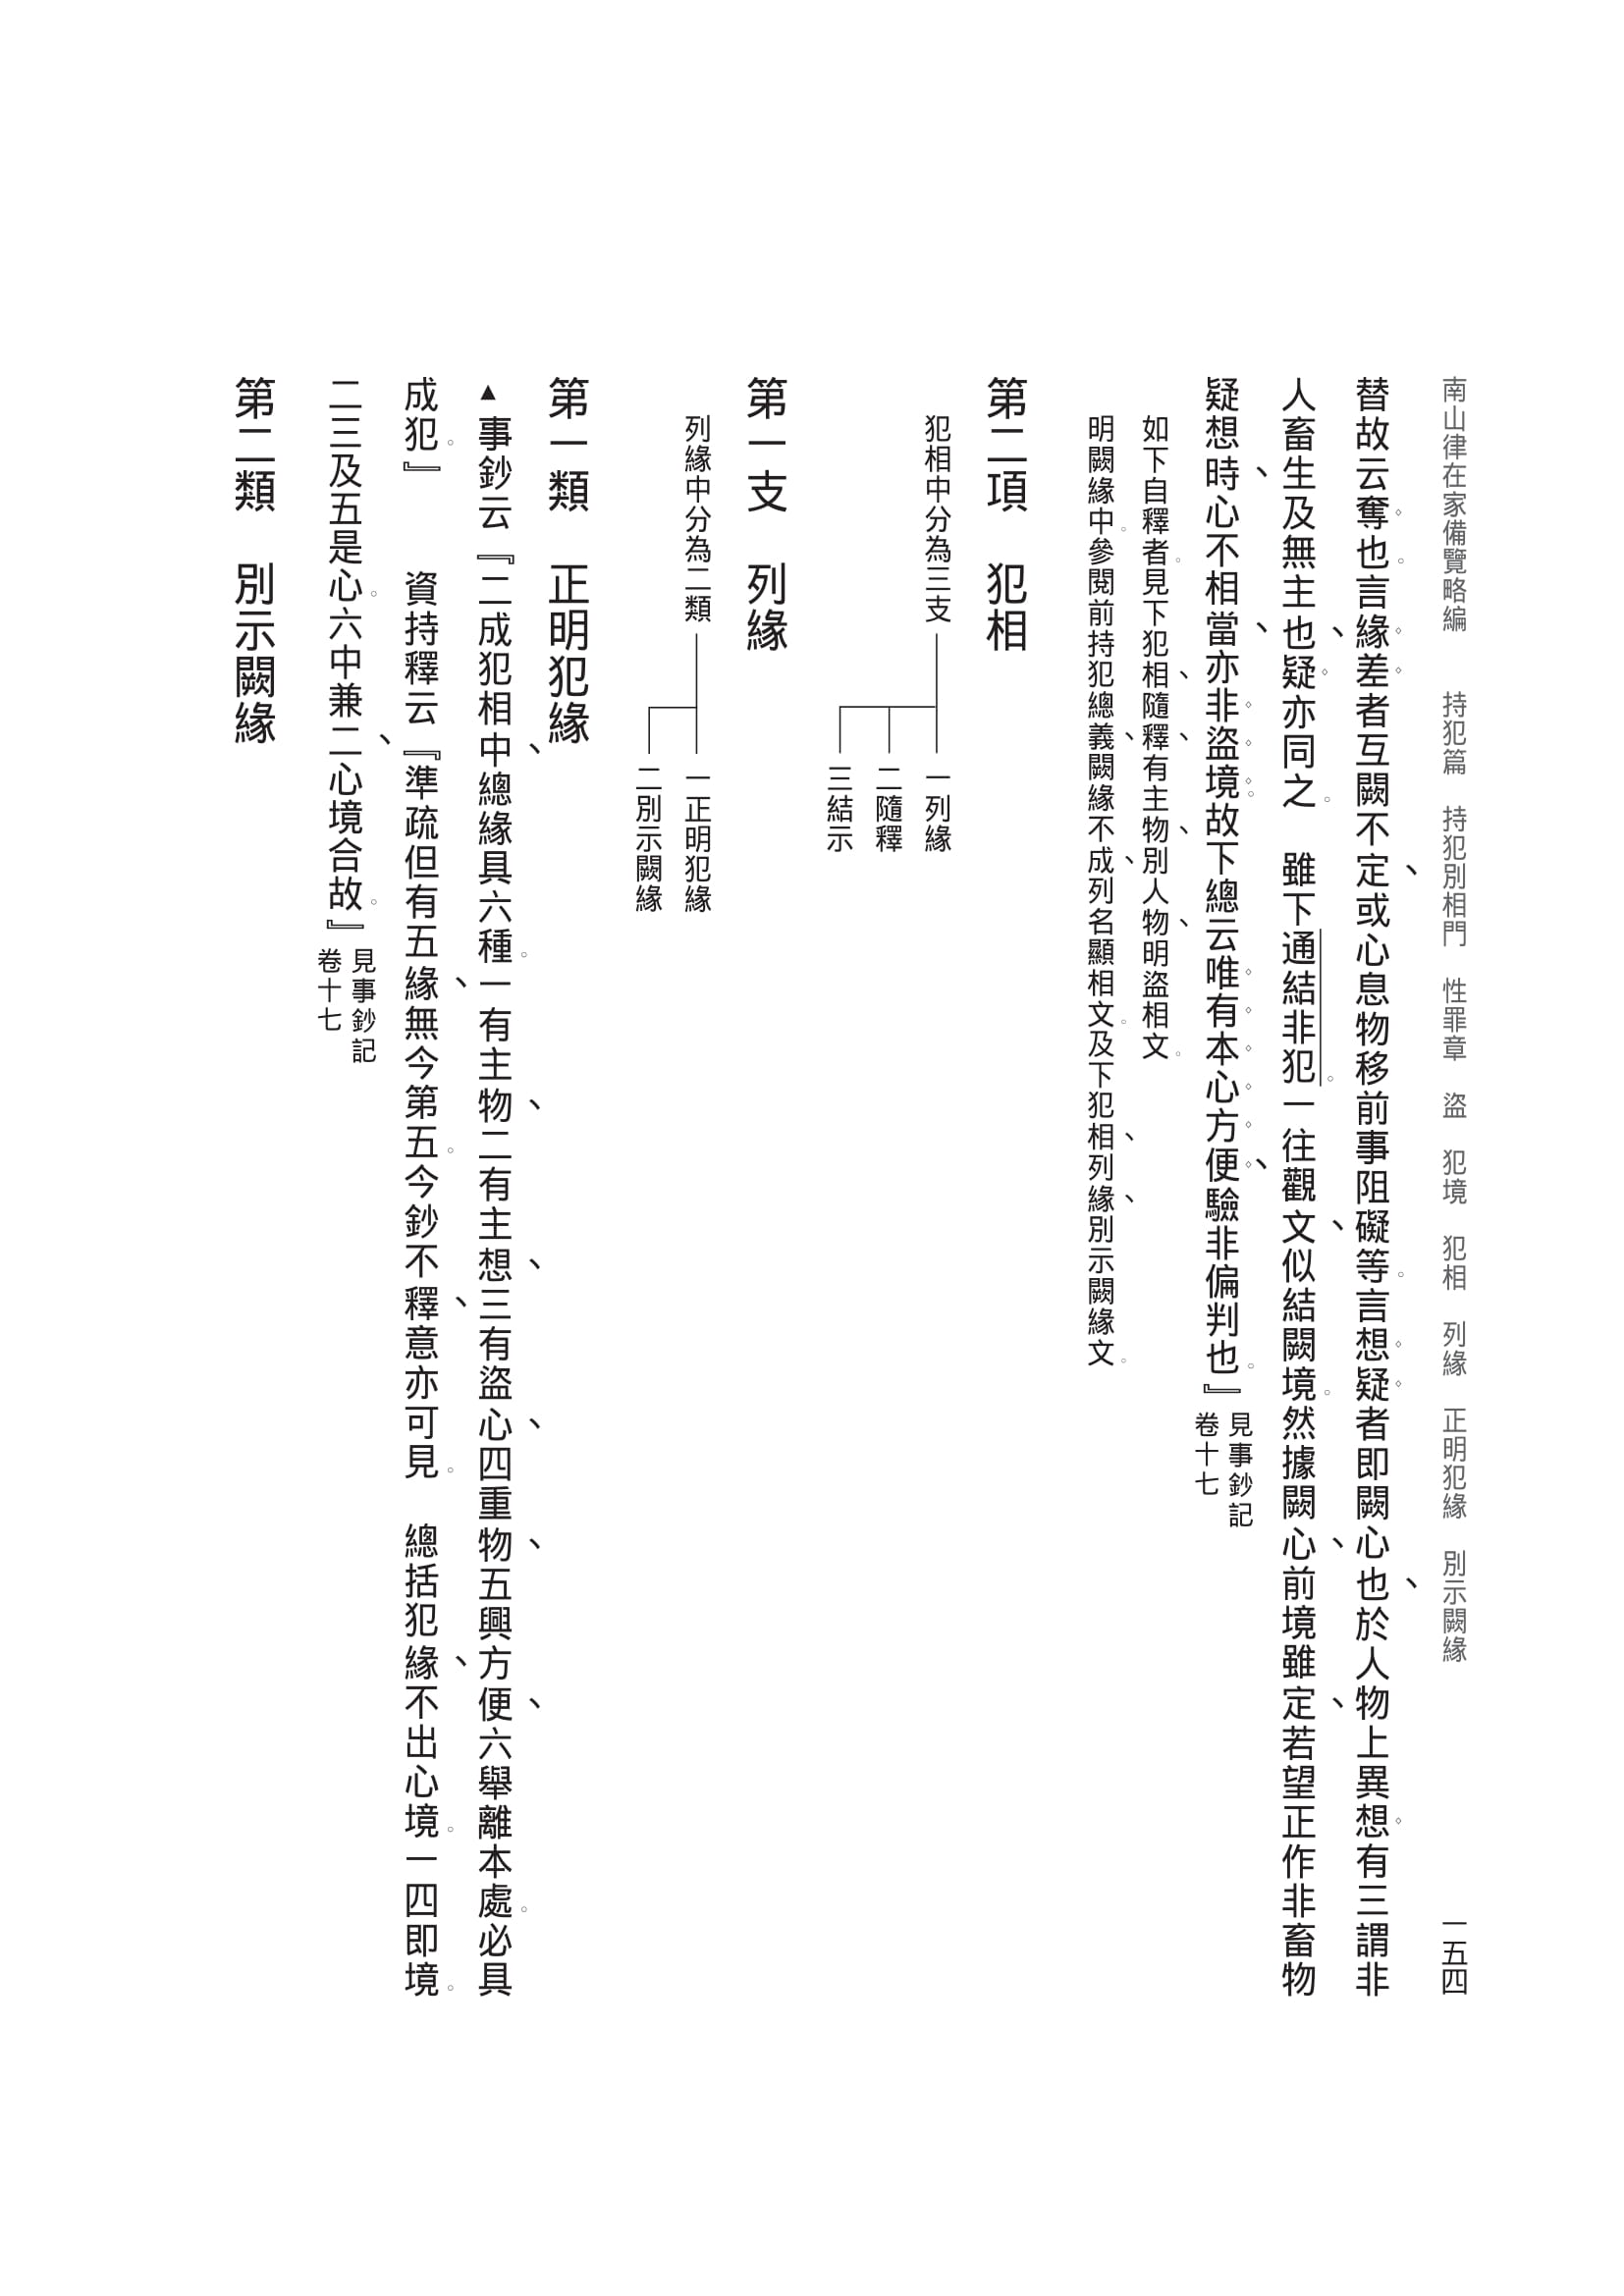 南山律在家備覽略編　持犯篇　持犯別相門　性罪章　盜　犯境　犯相　列緣　正明犯緣　別示闕緣　一五四
替故云奪也。言緣差者互闕不定、或心息物移前事阻礙等。言想疑者即闕心也、於人物上異想有三謂非
人畜生及無主也、疑亦同之。　雖下通結非犯。一往觀文、似結闕境。然據闕心、前境雖定、若望正作非畜物
疑想時、心不相當、亦非盜境。故下總云唯有本心方便、驗非偏判也。』見事鈔記卷十七
如下自釋者。見下犯相、隨釋、有主物、別人物、明盜相文。
明闕緣中。參閱前持犯總義、闕緣不成、列名顯相文。及下犯相、列緣、別示闕緣文。
第二項　犯相
犯相中分為三支
一列緣
二隨釋
三結示
第一支　列緣
列緣中分為二類
一正明犯緣
二別示闕緣
第一類　正明犯緣
▲事鈔云『二成犯相中、總緣具六種。一有主物、二有主想、三有盜心、四重物、五興方便、六舉離本處。必具
成犯。』　　資持釋云『準疏但有五緣、無今第五。今鈔不釋、意亦可見。　總括犯緣、不出心境。一四即境。
二三及五是心。六中兼二、心境合故。』見事鈔記卷十七
第二類　別示闕緣